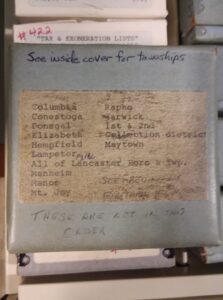 "TAX & EXONERATION LISTS"
#422
See inside cover for townships
Columbia Rapho
Conestoga Warwick
Donegal 1st & 2nd
Elizabeth Collection district
Hempfield Maytown
Lampeter
All of Lancaster Boro & Twp.
Manheim
Manor
Mt. Joy
THESE ARE NOT IN THIS
FOLDER